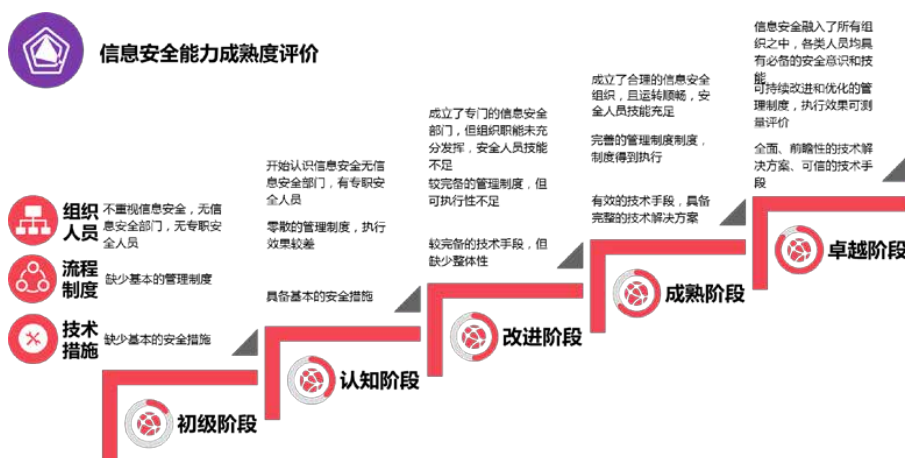 信息安全能力成熟度评价
组织
人员
流程
制度
技术
措施
不重视信息安全，无信
息安全部门，无专职安
全人员
缺少基本的管理制度
缺少基本的安全措施
初级阶段
开始认识信息安全无信
息安全部门，有专职安
全人员
零散的管理制度，执行
效果较差
具备基本的安全措施
认知阶段
成立了专门的信息安全
部门，但组织职能未充
分发挥，安全人员技能
不足
较完备的管理制度，但
可执行性不足
较完备的技术手段，但
缺少整体性
改进阶段
成立了合理的信息安全
组织，且运转顺畅，安
全人员技能充足
完善的管理制度制度，
制度得到执行
有效的技术手段，具备
完整的技术解决方案
成熟阶段
信息安全融入了所有组
织之中，各类人员均具
有必备的安全意识和技
能
可持续改进和优化的管
理制度，执行效果可测
量评价
全面、前瞻性的技术解
决方案、可信的技术手
段
卓越阶段